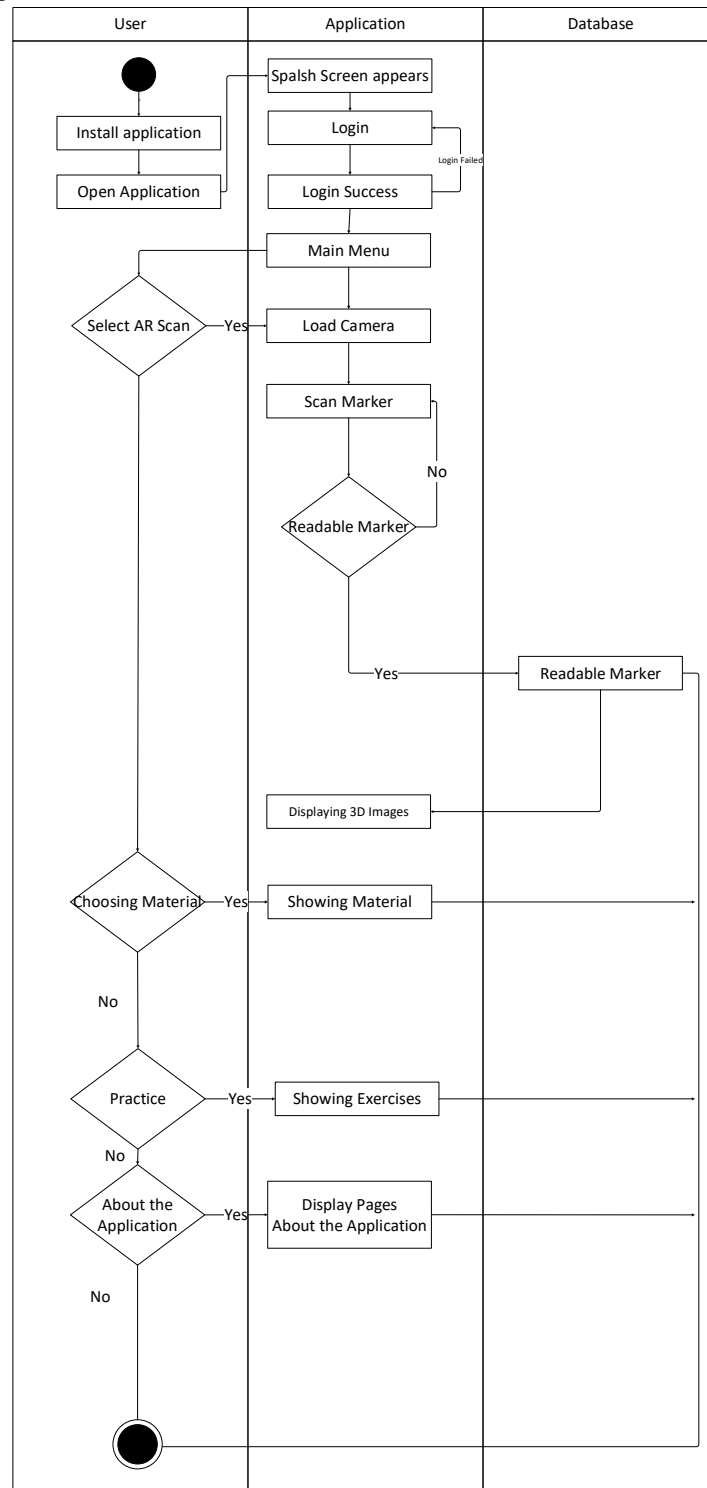 User
Application
Database
Spalsh Screen appears
Install application
Login
Login Failed
Open Application
Login Success
Main Menu
Select AR Scan
Yes
Load Camera
Scan Marker
No
Readable Marker
Yes
Readable Marker
Displaying 3D Images
Choosing Material
Yes
Showing Material
No
Practice
Yes
Showing Exercises
No
About the
Application
Yes
Display Pages
About the Application
No